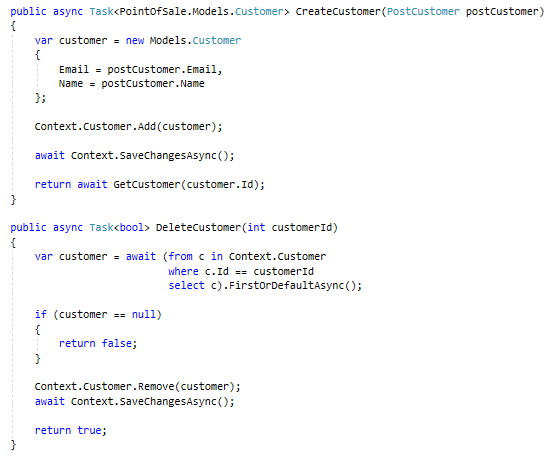 public async Task<PointOfSale.Models.Customer> CreateCustomer(PostCustomer postCustomer)
{
    var customer = new Models.Customer
    {
        Email = postCustomer.Email,
        Name = postCustomer.Name
    };

    Context.Customer.Add(customer);

    await Context.SaveChangesAsync();

    return await GetCustomer(customer.Id);
}

public async Task<bool> DeleteCustomer(int customerId)
{
    var customer = await (from c in Context.Customer
                          where c.Id == customerId
                          select c).FirstOrDefaultAsync();

    if (customer == null)
    {
        return false;
    }

    Context.Customer.Remove(customer);
    await Context.SaveChangesAsync();

    return true;
}